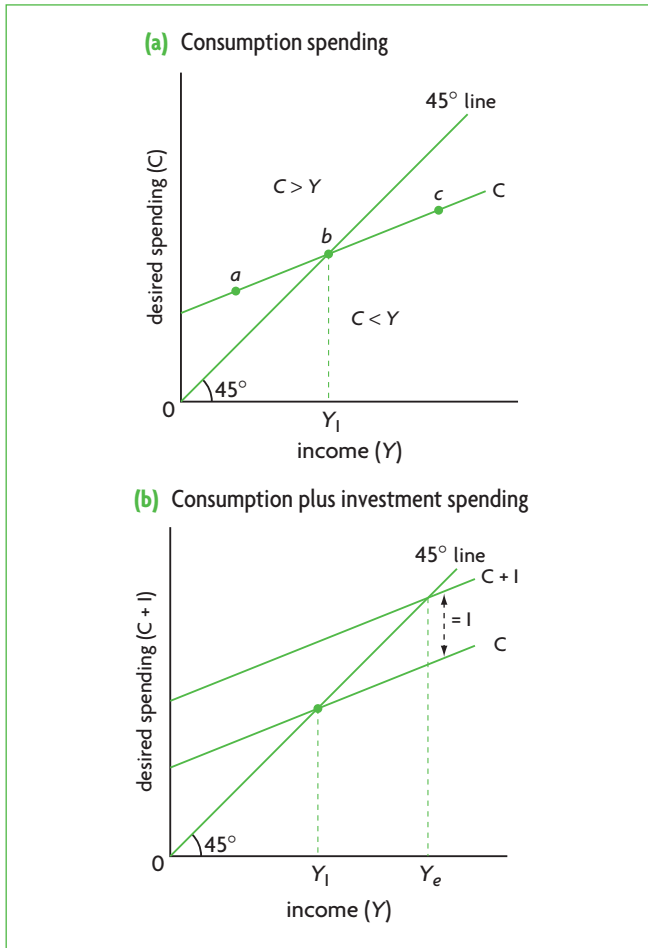 (a) Consumption spending
45° line
desired spending (C)
C > Y
c
C
b
a
C < Y
45°
0
Y1
income (Y)
(b) Consumption plus investment spending
45° line
C + I
desired spending (C + I)
= I
C
45°
0
Y1
Ye
income (Y)